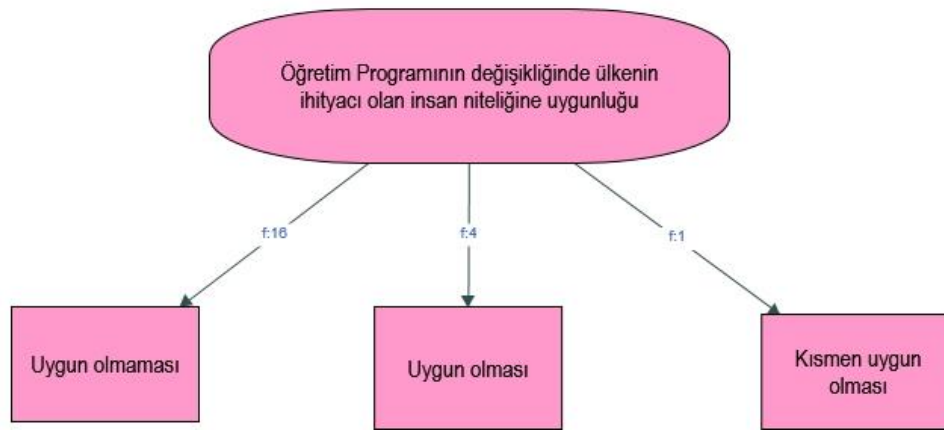 Öğretim Programının değişikliğinde ülkenin
ihityacı olan insan niteliğine uygunluğu
f:16
f:4
f:1
Uygun olmaması
Uygun olması
Kısmen uygun
olması